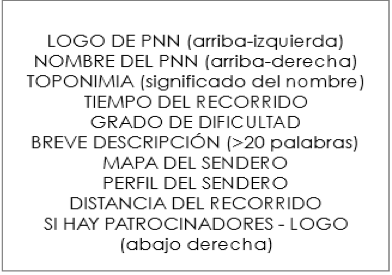 LOGO DE PNN (arriba-izquierda)
NOMBRE DEL PNN (arriba-derecha)
TOPONIMIA (significado del nombre)
TIEMPO DEL RECORRIDO
GRADO DE DIFICULTAD
BREVE DESCRIPCIÓN (>20 palabras)
MAPA DEL SENDERO
PERFIL DEL SENDERO
DISTANCIA DEL RECORRIDO
SI HAY PATROCINADORES - LOGO
(abajo derecha)